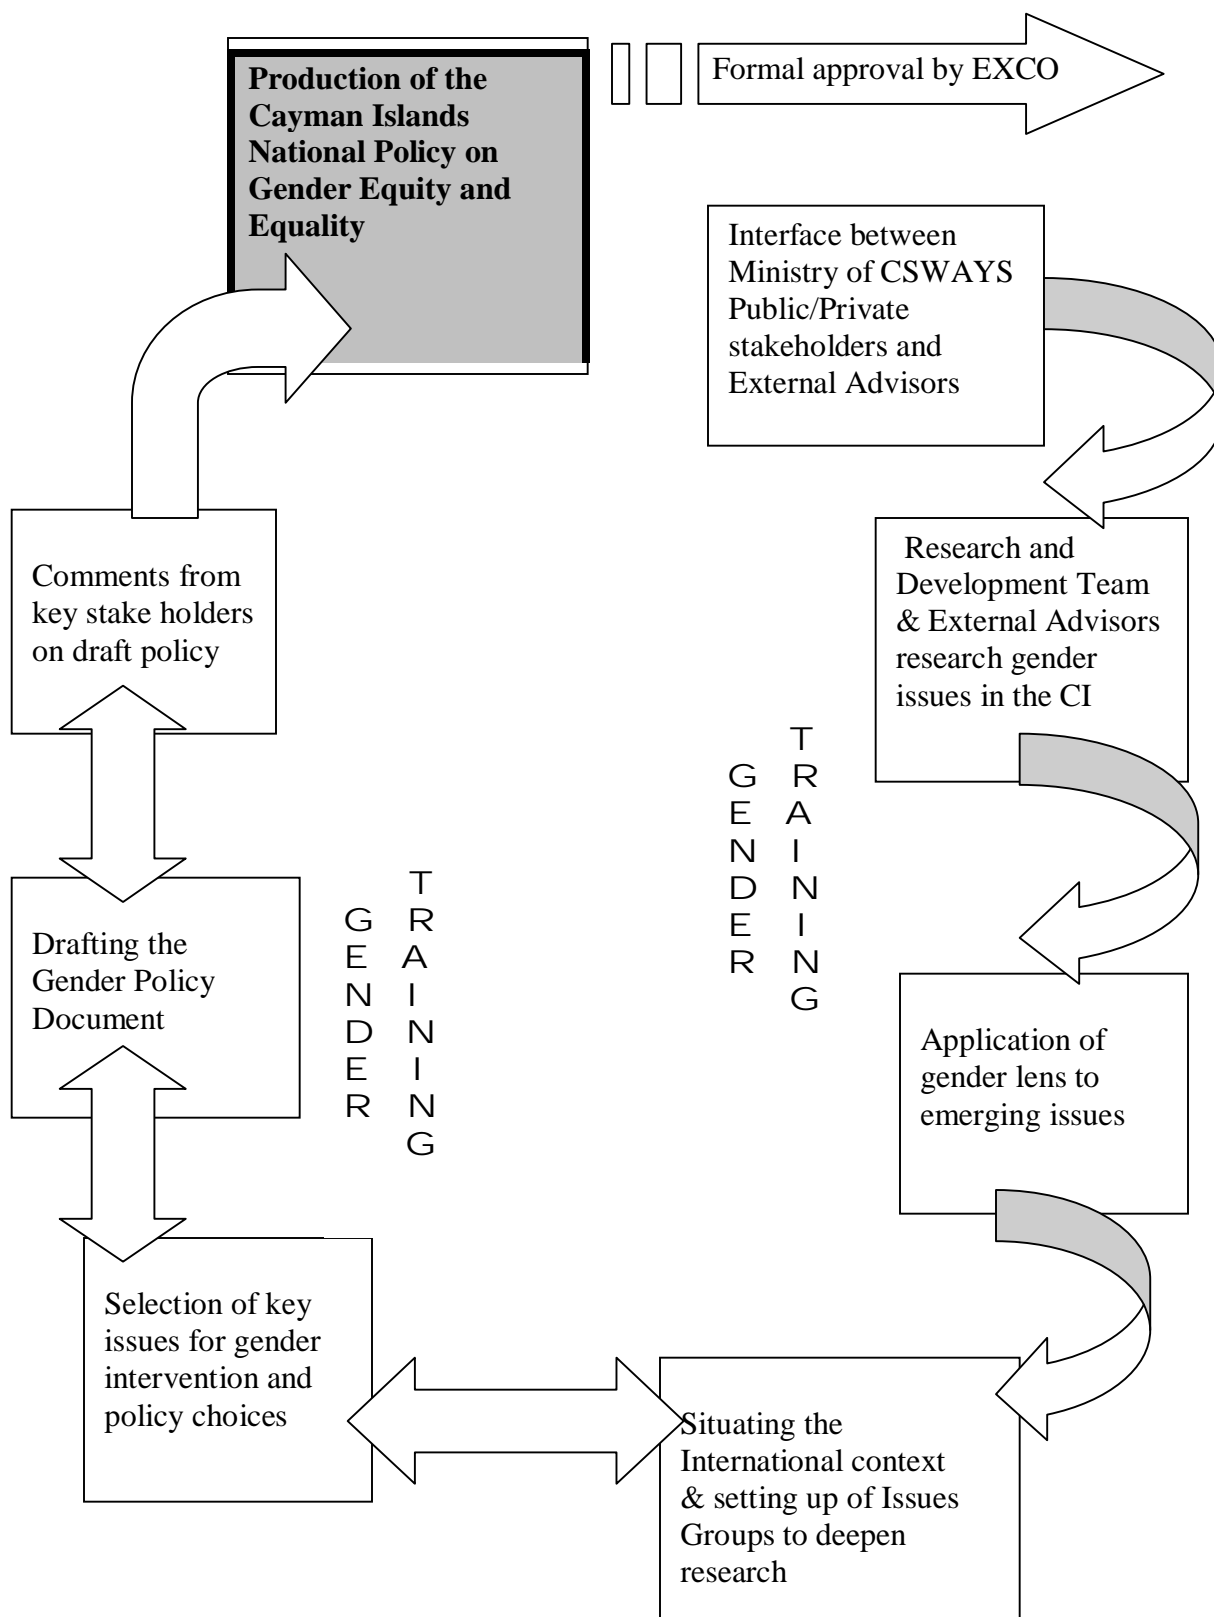 Production of the
Cayman Islands
National Policy on
Gender Equity and
Equality
Formal approval by EXCO
Interface between
Ministry of CSWAYS
Public/Private
stakeholders and
External Advisors
Research and
Development Team
& External Advisors
research gender
issues in the CI
Application of
gender lens to
emerging issues
Situating the
International context
& setting up of Issues
Groups to deepen
research
Selection of key
issues for gender
intervention and
policy choices
Drafting the
Gender Policy
Document
Comments from
key stake holders
on draft policy
GENDER
TRAINING
GENDER
TRAINING